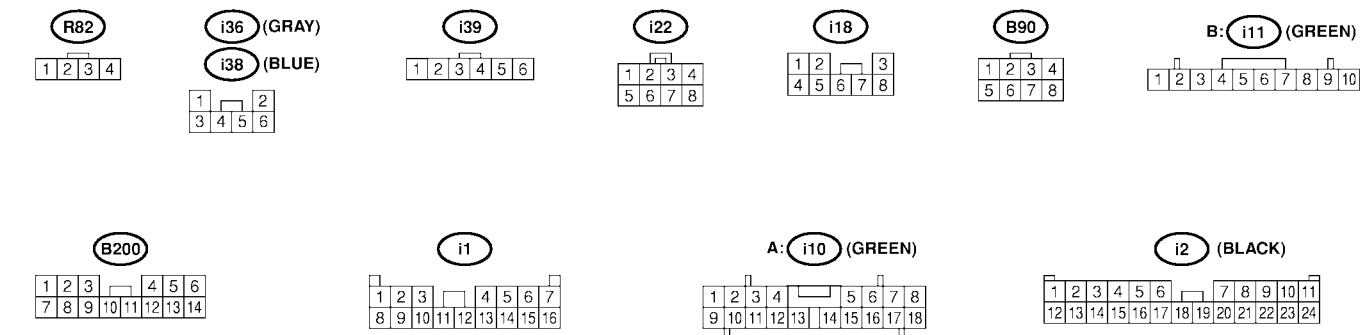 R82
1 2 3 4
i36 (GRAY)
i38 (BLUE)
1 2
3 4 5 6
i39
1 2 3 4 5 6
i22
1 2 3 4
5 6 7 8
i18
1 2 3
4 5 6 7 8
B90
1 2 3 4
5 6 7 8
B: i11 (GREEN)
1 2 3 4 5 6 7 8 9 10
B200
1 2 3 4 5 6
7 8 9 10 11 12 13 14
i1
1 2 3 4 5 6 7
8 9 10 11 12 13 14 15 16
A: i10 (GREEN)
1 2 3 4 5 6 7 8
9 10 11 12 13 14 15 16 17 18
i2 (BLACK)
1 2 3 4 5 6 7 8 9 10 11
12 13 14 15 16 17 18 19 20 21 22 23 24